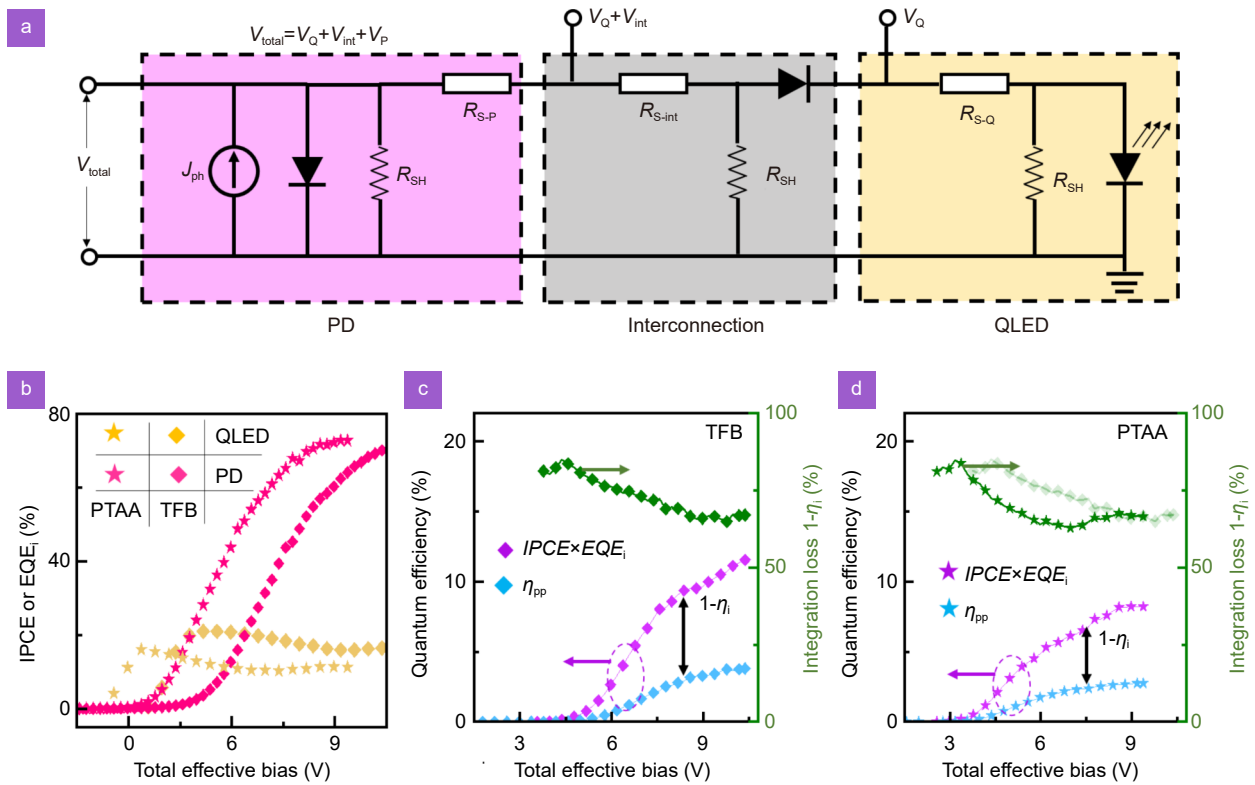 a
V_total=V_Q+V_int+V_P
V_Q+V_int
V_Q
V_total
J_ph
R_SH
R_S-P
R_S-int
R_SH
R_S-Q
R_SH
PD
Interconnection
QLED
b
80
40
0
IPCE or EQE_i (%)
QLED
PD
PTAA TFB
0 6 9
Total effective bias (V)
c
TFB
20
10
0
Quantum efficiency (%)
IPCE×EQE_i
η_pp
1-η_i
100
50
0
Integration loss 1-η_i (%)
3 6 9
Total effective bias (V)
d
PTAA
20
10
0
Quantum efficiency (%)
IPCE×EQE_i
η_pp
1-η_i
100
50
0
Integration loss 1-η_i (%)
3 6 9
Total effective bias (V)